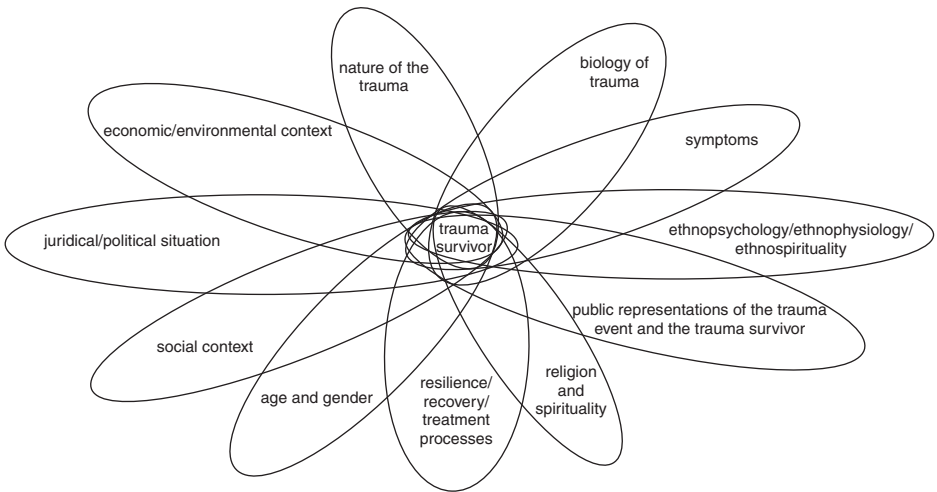 nature of the
trauma
biology of
trauma
economic/environmental context
symptoms
trauma
survivor
juridical/political situation
ethnopsychology/ethnophysiology/
ethnospirituality
public representations of the trauma
event and the trauma survivor
social context
age and gender
resilience/
recovery/
treatment
processes
religion
and
spirituality